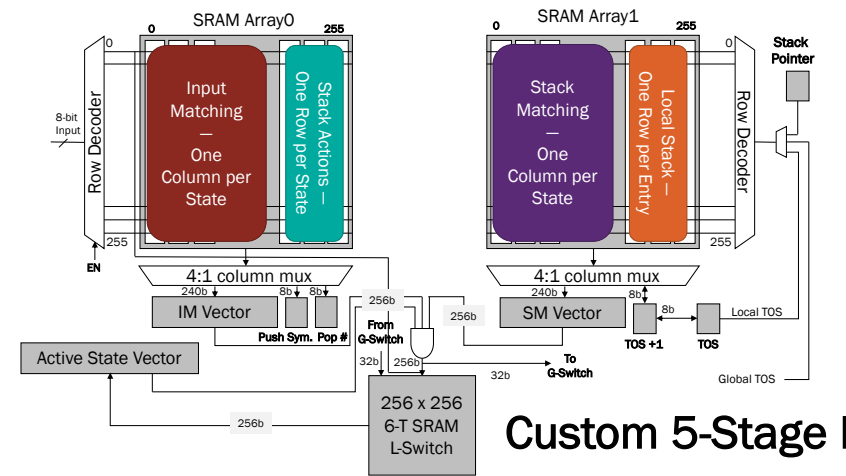 SRAM Array0
SRAM Array1
0
255
0
255
Stack
Pointer
0
0
8-bit
Input
Row Decoder
Input
Matching
—
One
Column per
State
Stack Actions —
One Row per State
Stack
Matching
—
One
Column per
State
Local Stack —
One Row per Entry
Row Decoder
255
255
EN
4:1 column mux
4:1 column mux
240b
8b
8b
256b
240b
8b
IM Vector
256b
SM Vector
8b
Local TOS
Push Sym.
Pop #
From
G-Switch
TOS +1
TOS
Active State Vector
32b
256b
To
G-Switch
32b
Global TOS
256 x 256
6-T SRAM
L-Switch
256b
Custom 5-Stage